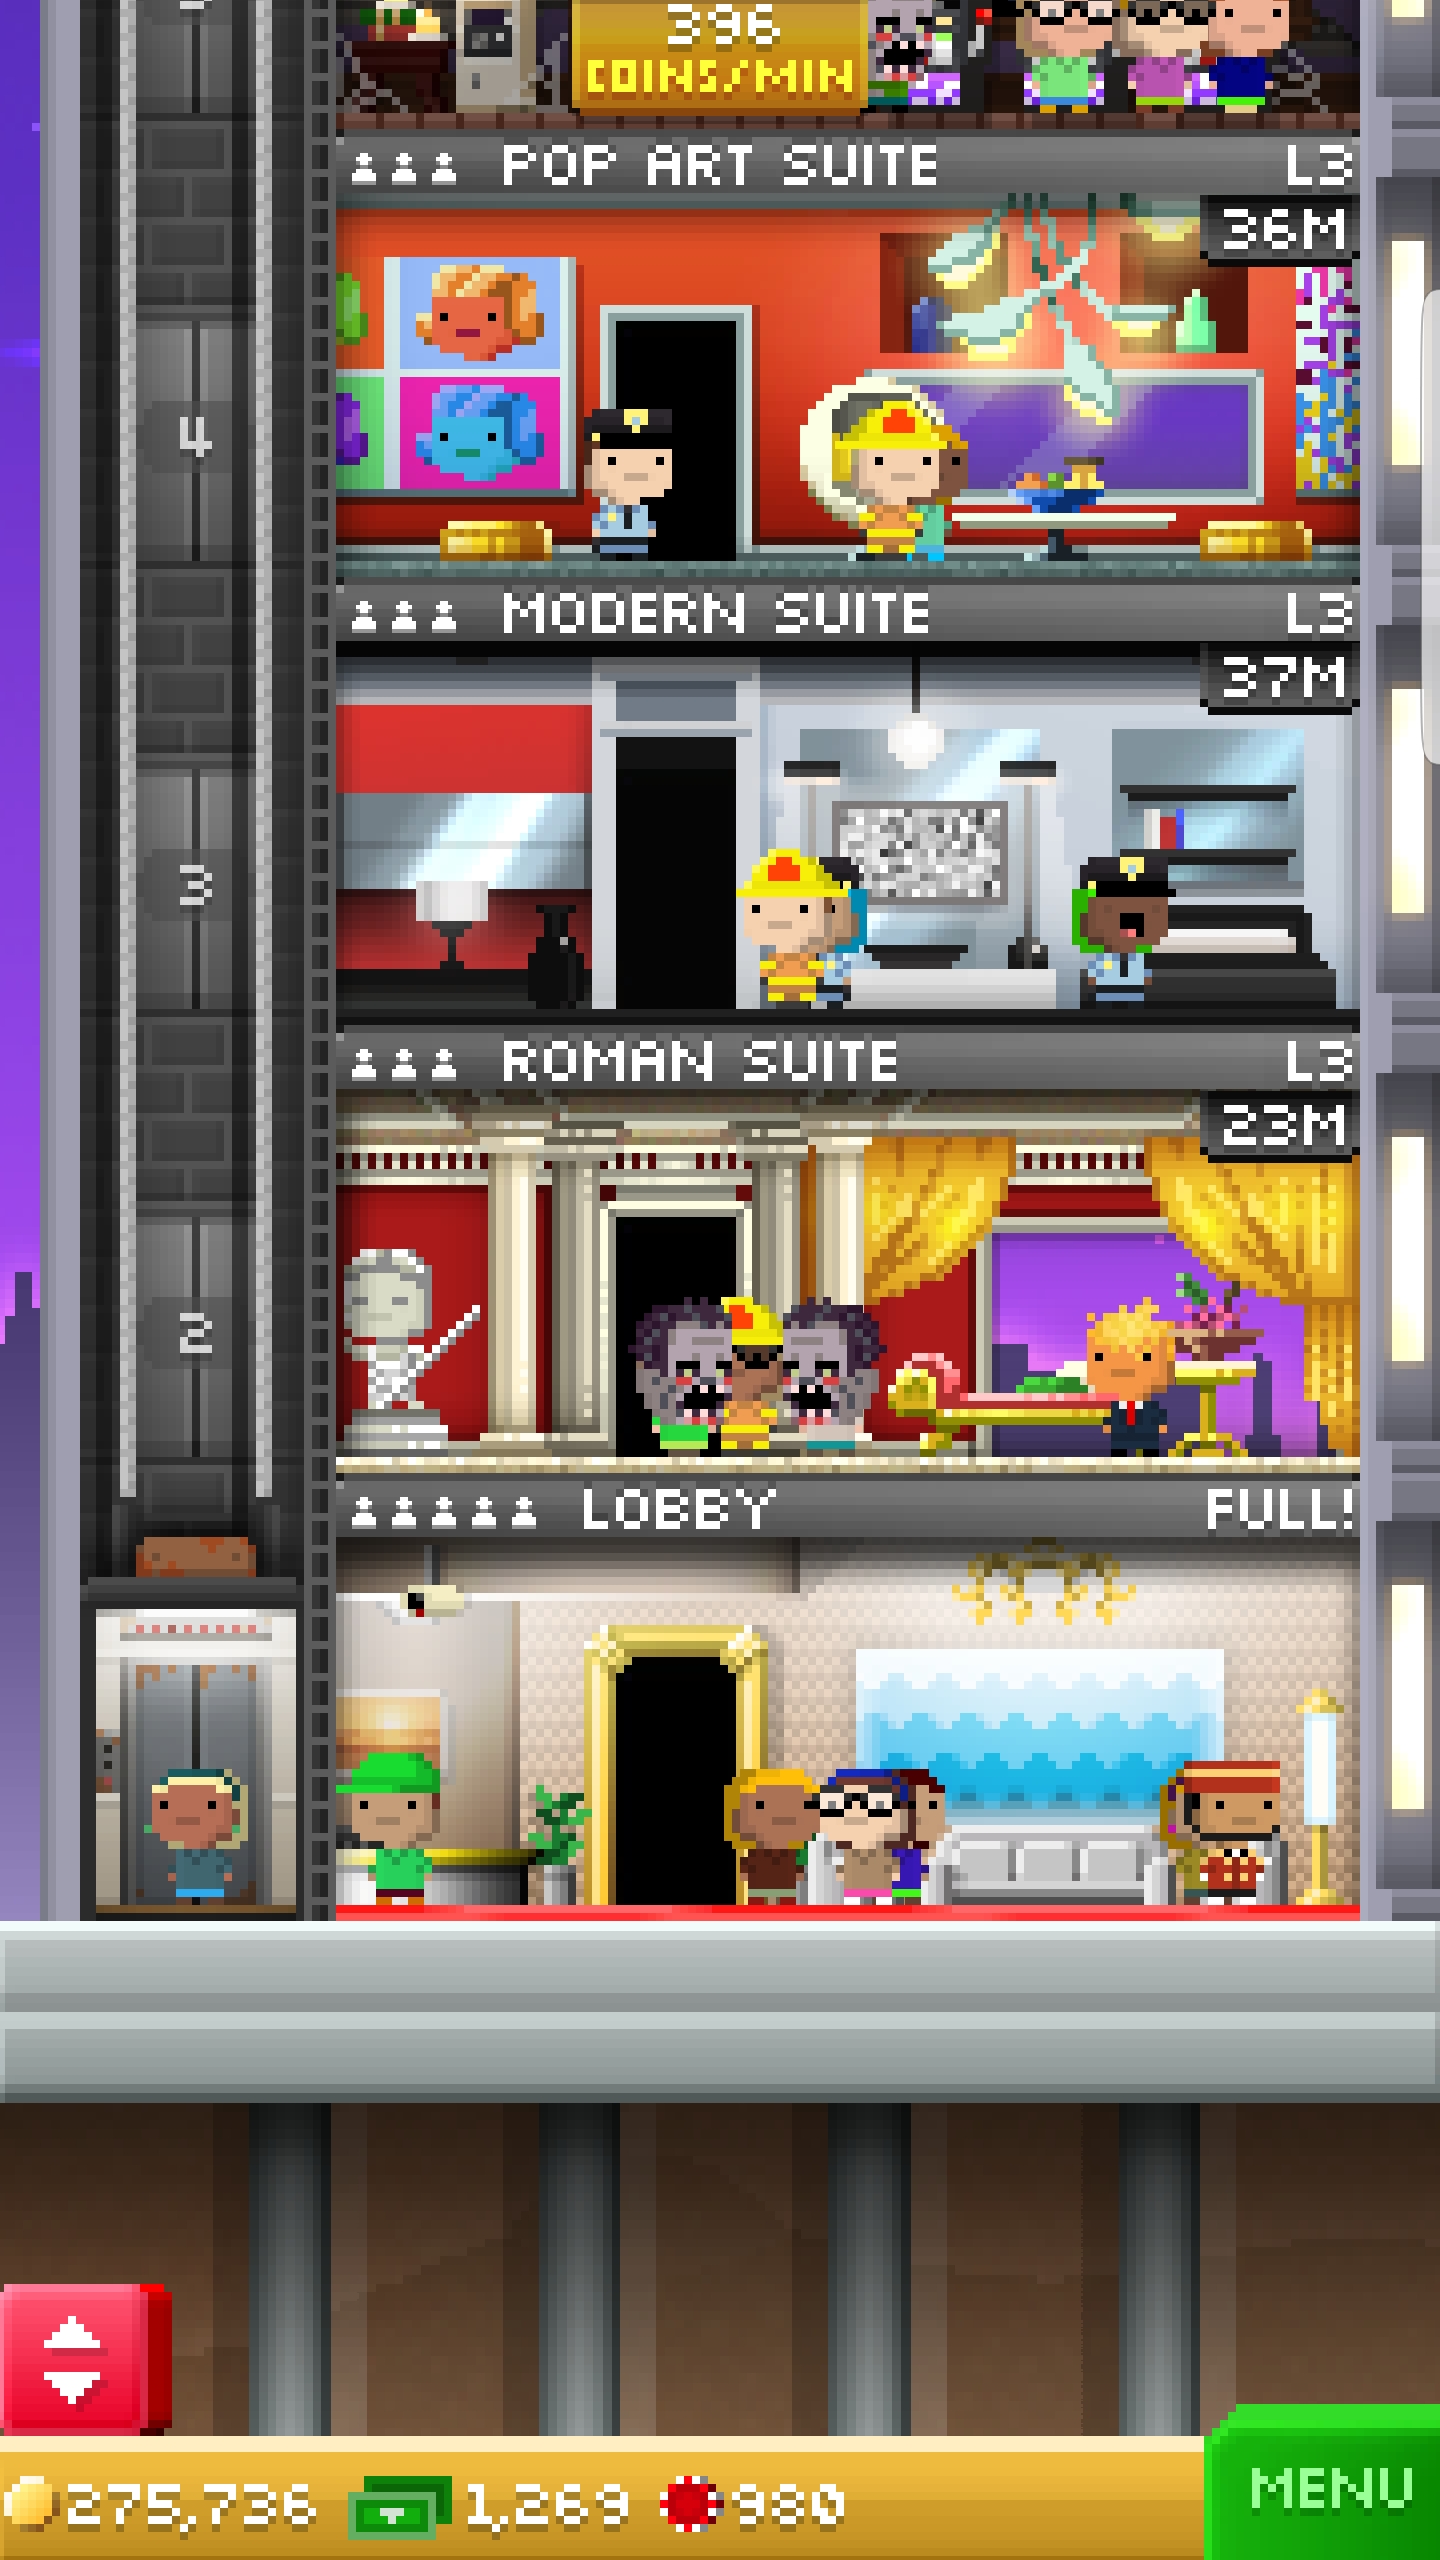 396
COINS/MIN
POP ART SUITE L3
36M
4
MODERN SUITE L3
37M
3
ROMAN SUITE L3
23M
2
LOBBY FULL!
MENU
275,736 1,269 980